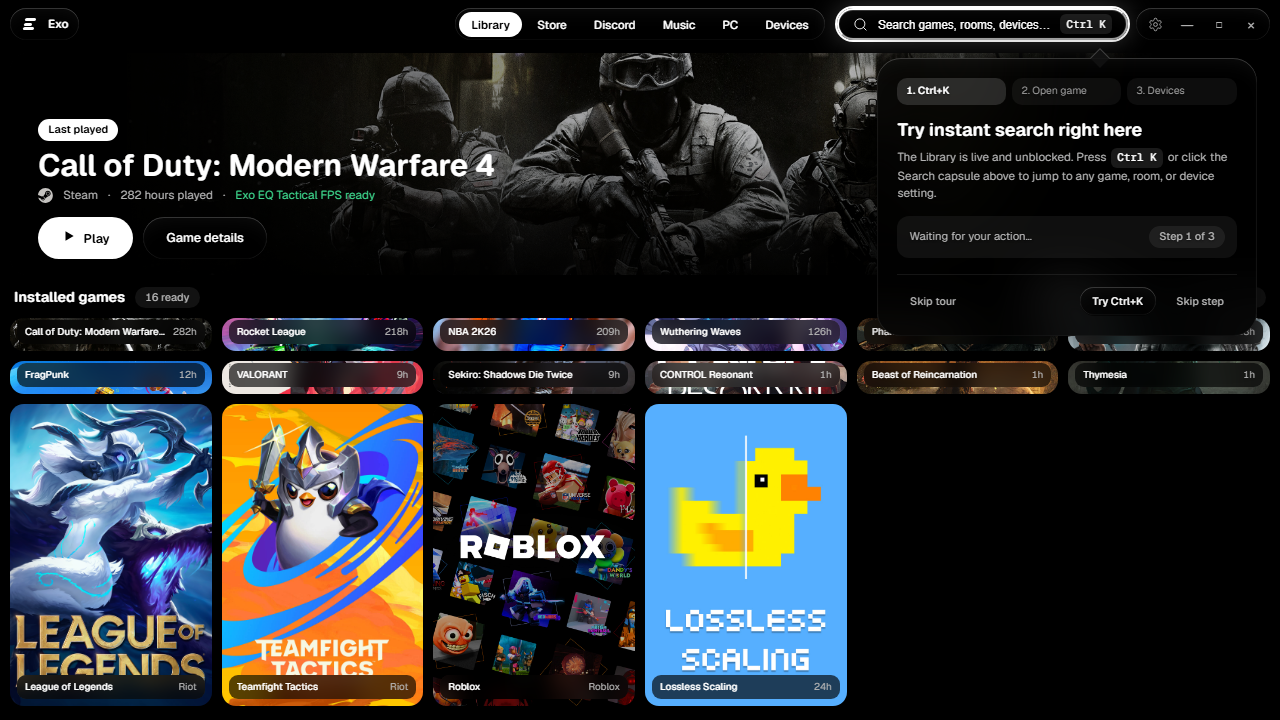 Exo
Library
Store
Discord
Music
PC
Devices
Search games, rooms, devices...
Ctrl K
1. Ctrl+K
2. Open game
3. Devices
Try instant search right here
The Library is live and unblocked. Press Ctrl K or click the
Search capsule above to jump to any game, room, or device
setting.
Waiting for your action...
Step 1 of 3
Skip tour
Try Ctrl+K
Skip step
Last played
Call of Duty: Modern Warfare 4
Steam · 282 hours played · Exo EQ Tactical FPS ready
Play
Game details
Installed games
16 ready
Call of Duty: Modern Warfare... 282h
Rocket League 218h
NBA 2K26 209h
Wuthering Waves 126h
FragPunk 12h
VALORANT 9h
Sekiro: Shadows Die Twice 9h
CONTROL Resonant 1h
Beast of Reincarnation 1h
Thymesia 1h
LEAGUE OF
LEGENDS
League of Legends Riot
TEAMFIGHT
TACTICS
Teamfight Tactics Riot
ROBLOX
Roblox Roblox
LOSSLESS
SCALING
Lossless Scaling 24h